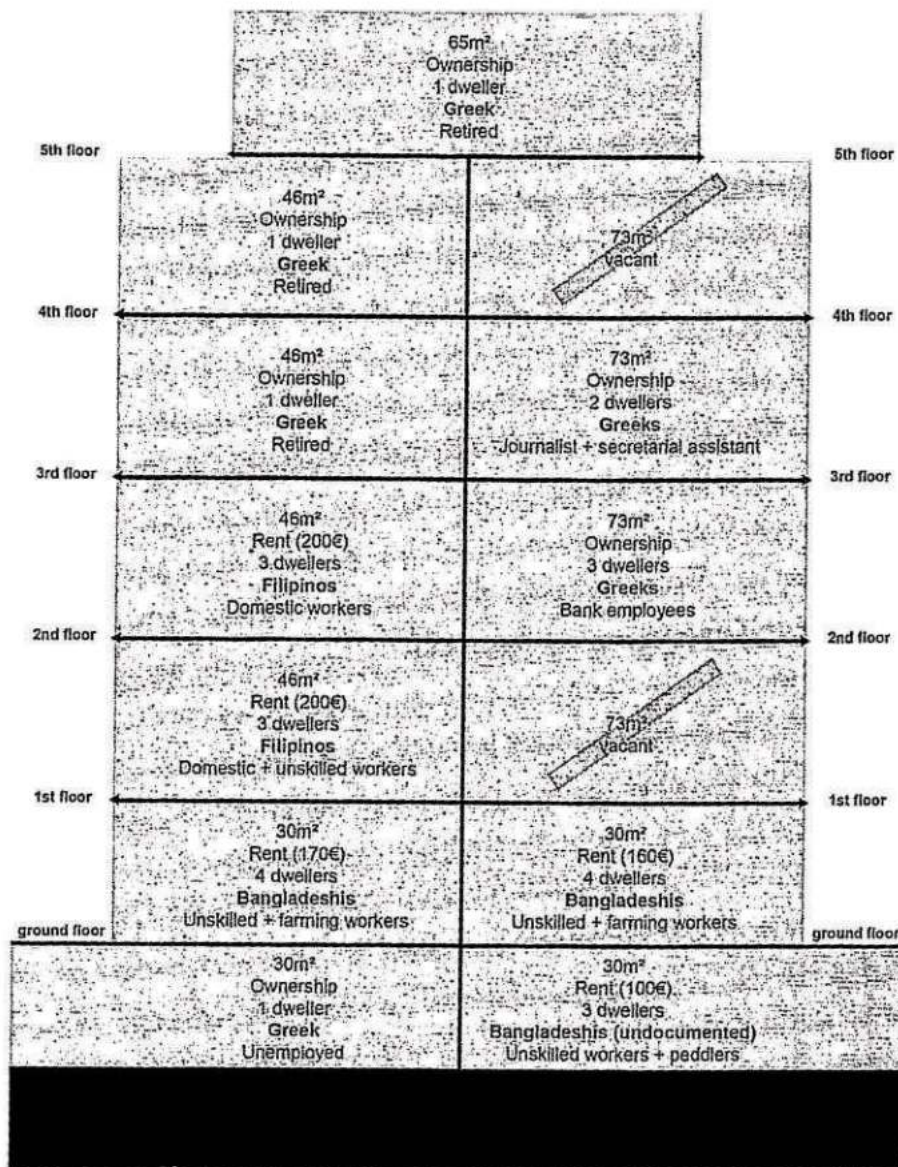 65m²
Ownership
1 dweller
Greek
Retired
5th floor
5th floor
46m²
Ownership
1 dweller
Greek
Retired
73m²
vacant
4th floor
4th floor
46m²
Ownership
1 dweller
Greek
Retired
73m²
Ownership
2 dwellers
Greeks
Journalist + secretarial assistant
3rd floor
3rd floor
46m²
Rent (200€)
3 dwellers
Filipinos
Domestic workers
73m²
Ownership
3 dwellers
Greeks
Bank employees
2nd floor
2nd floor
46m²
Rent (200€)
3 dwellers
Filipinos
Domestic + unskilled workers
73m²
vacant
1st floor
1st floor
30m²
Rent (170€)
4 dwellers
Bangladeshis
Unskilled + farming workers
30m²
Rent (160€)
4 dwellers
Bangladeshis
Unskilled + farming workers
ground floor
ground floor
30m²
Ownership
1 dweller
Greek
Unemployed
30m²
Rent (100€)
3 dwellers
Bangladeshis (undocumented)
Unskilled workers + peddlers